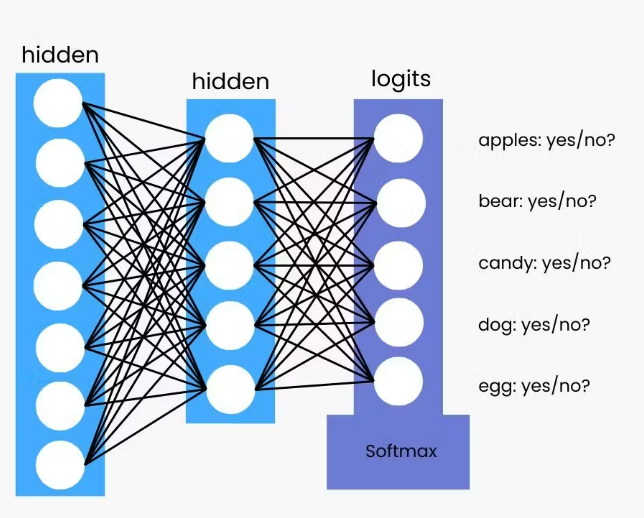 hidden
hidden
logits
apples: yes/no?
bear: yes/no?
candy: yes/no?
dog: yes/no?
egg: yes/no?
Softmax